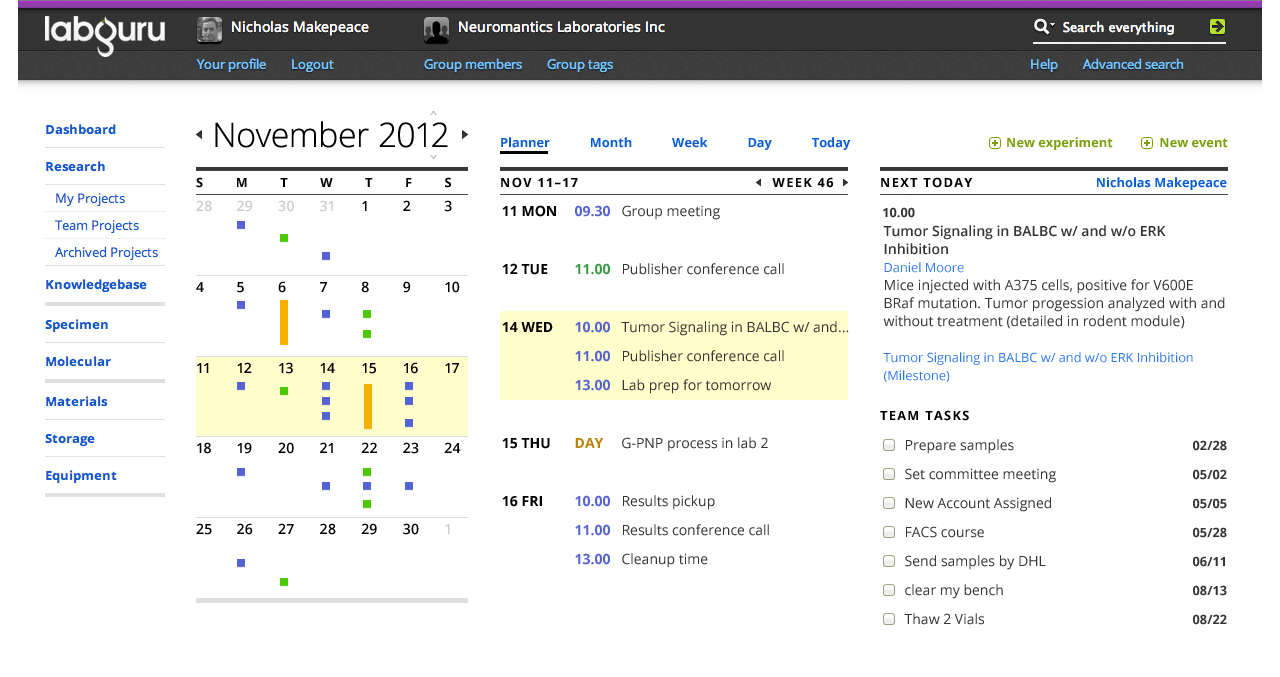 labguru
Nicholas Makepeace
Neuromantics Laboratories Inc
Search everything
Your profile
Logout
Group members
Group tags
Help
Advanced search
Dashboard
Research
My Projects
Team Projects
Archived Projects
Knowledgebase
Specimen
Molecular
Materials
Storage
Equipment
November 2012
S M T W T F S
28 29 30 31 1 2 3
4 5 6 7 8 9 10
11 12 13 14 15 16 17
18 19 20 21 22 23 24
25 26 27 28 29 30 1
Planner Month Week Day Today
NOV 11–17 WEEK 46
11 MON 09.30 Group meeting
12 TUE 11.00 Publisher conference call
14 WED 10.00 Tumor Signaling in BALBC w/ and...
11.00 Publisher conference call
13.00 Lab prep for tomorrow
15 THU DAY G-PNP process in lab 2
16 FRI 10.00 Results pickup
11.00 Results conference call
13.00 Cleanup time
New experiment New event
NEXT TODAY Nicholas Makepeace
10.00
Tumor Signaling in BALBC w/ and w/o ERK
Inhibition
Daniel Moore
Mice injected with A375 cells, positive for V600E
BRaf mutation. Tumor progession analyzed with and
without treatment (detailed in rodent module)
Tumor Signaling in BALBC w/ and w/o ERK Inhibition
(Milestone)
TEAM TASKS
Prepare samples 02/28
Set committee meeting 05/02
New Account Assigned 05/05
FACS course 05/28
Send samples by DHL 06/11
clear my bench 08/13
Thaw 2 Vials 08/22